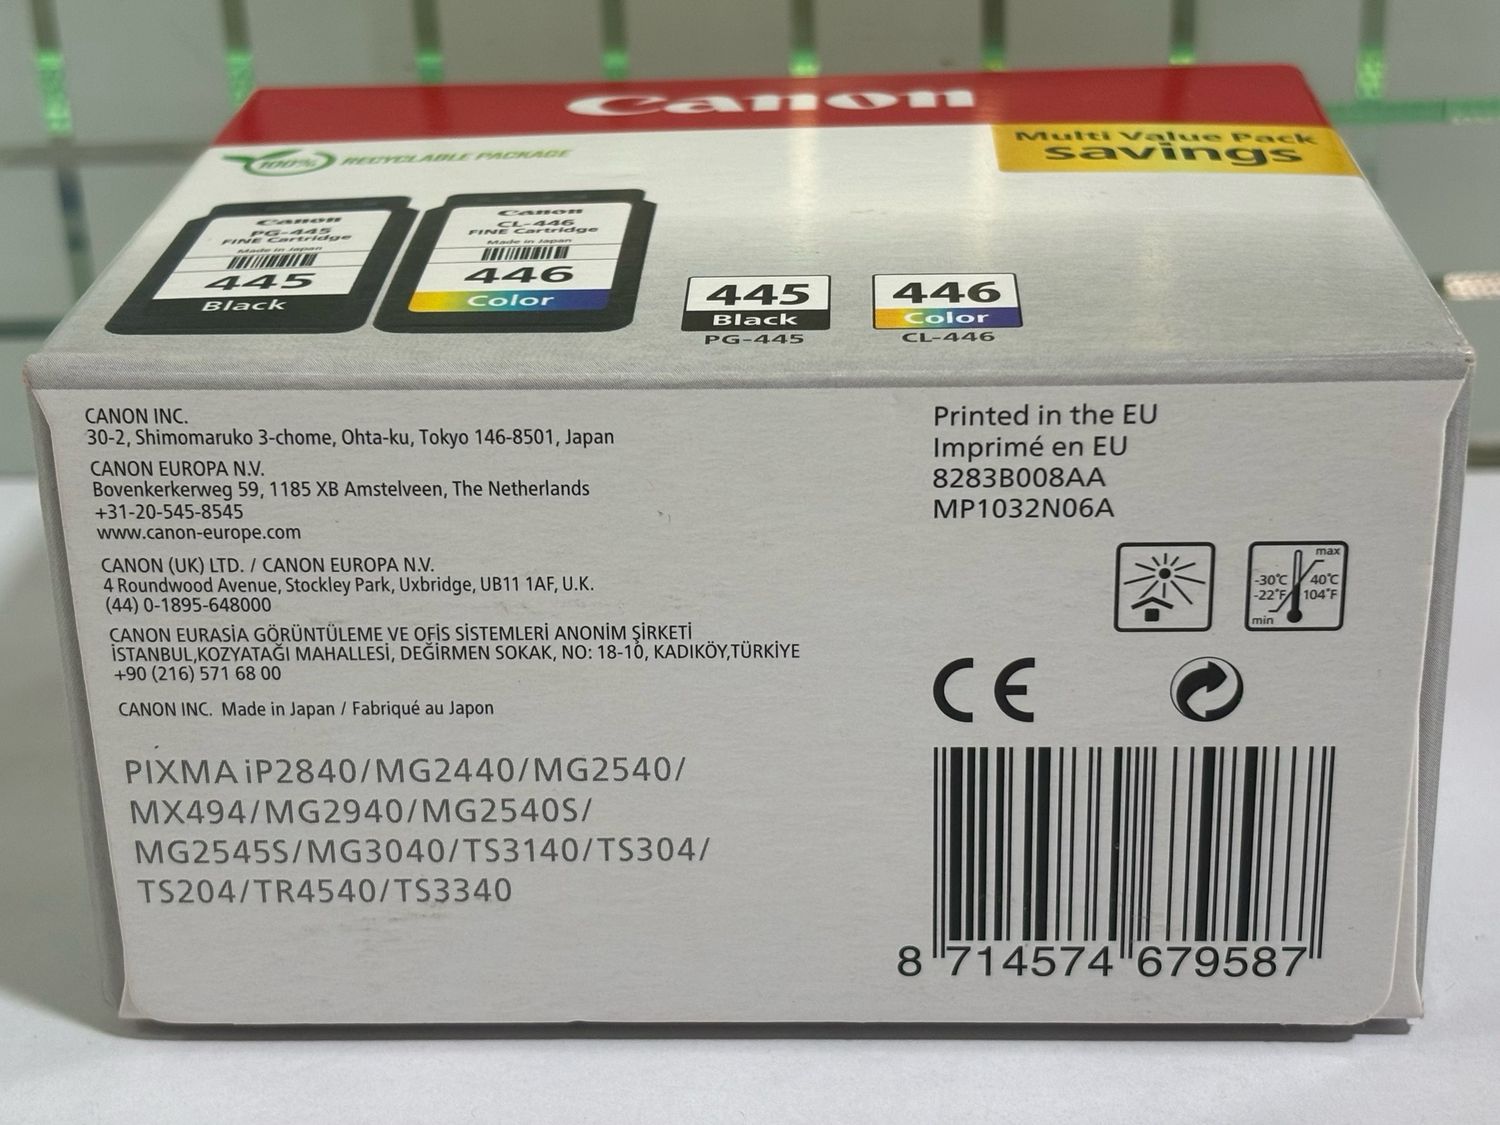 Canon
Multi Value Pack
savings
100% RECYCLABLE PACKAGE
Canon
PG-445
FINE Cartridge
Made in Japan
445
Black
Canon
CL-446
FINE Cartridge
Made in Japan
446
Color
445
Black
PG-445
446
Color
CL-446
CANON INC.
30-2, Shimomaruko 3-chome, Ohta-ku, Tokyo 146-8501, Japan
CANON EUROPA N.V.
Bovenkerkerweg 59, 1185 XB Amstelveen, The Netherlands
+31-20-545-8545
www.canon-europe.com
CANON (UK) LTD. / CANON EUROPA N.V.
4 Roundwood Avenue, Stockley Park, Uxbridge, UB11 1AF, U.K.
(44) 0-1895-648000
CANON EURASİA GÖRÜNTÜLEME VE OFİS SİSTEMLERİ ANONİM ŞİRKETİ
İSTANBUL,KOZYATAĞI MAHALLESİ, DEĞİRMEN SOKAK, NO: 18-10, KADIKÖY,TÜRKİYE
+90 (216) 571 68 00
CANON INC. Made in Japan / Fabriqué au Japon
PIXMA iP2840/MG2440/MG2540/
MX494/MG2940/MG2540S/
MG2545S/MG3040/TS3140/TS304/
TS204/TR4540/TS3340
Printed in the EU
Imprimé en EU
8283B008AA
MP1032N06A
max
-30°C 40°C
-22°F 104°F
min
CE
8 714574 679587